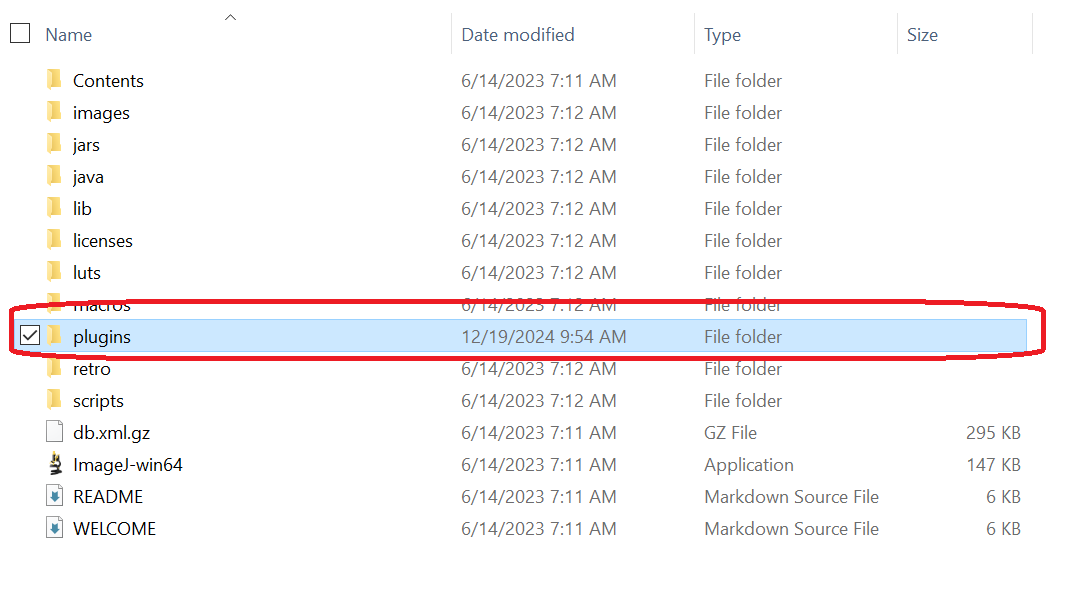 Name Date modified Type Size
Contents 6/14/2023 7:11 AM File folder
images 6/14/2023 7:12 AM File folder
jars 6/14/2023 7:12 AM File folder
java 6/14/2023 7:12 AM File folder
lib 6/14/2023 7:12 AM File folder
licenses 6/14/2023 7:12 AM File folder
luts 6/14/2023 7:12 AM File folder
macros 6/14/2023 7:12 AM File folder
plugins 12/19/2024 9:54 AM File folder
retro 6/14/2023 7:12 AM File folder
scripts 6/14/2023 7:12 AM File folder
db.xml.gz 6/14/2023 7:11 AM GZ File 295 KB
ImageJ-win64 6/14/2023 7:11 AM Application 147 KB
README 6/14/2023 7:11 AM Markdown Source File 6 KB
WELCOME 6/14/2023 7:11 AM Markdown Source File 6 KB